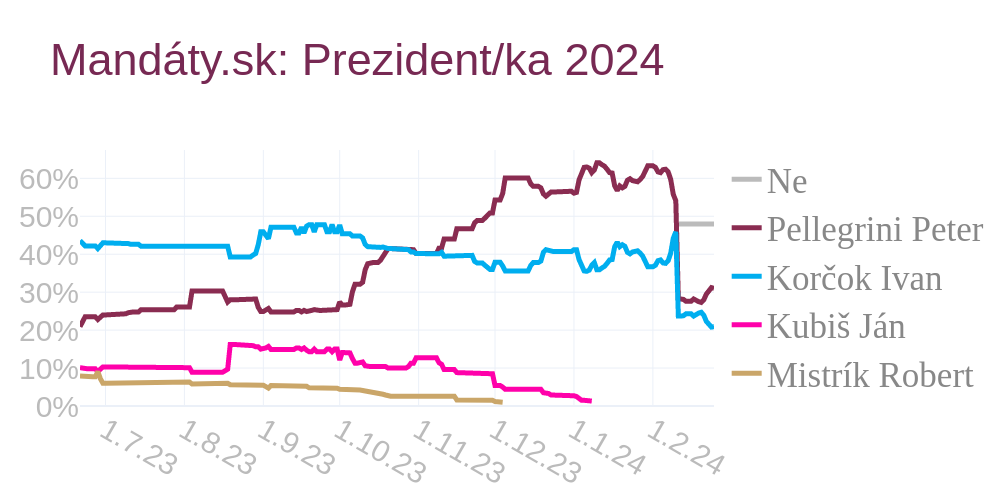 Mandáty.sk: Prezident/ka 2024
60%
50%
40%
30%
20%
10%
0%
1.7.23
1.8.23
1.9.23
1.10.23
1.11.23
1.12.23
1.1.24
1.2.24
Ne
Pellegrini Peter
Korčok Ivan
Kubiš Ján
Mistrík Robert